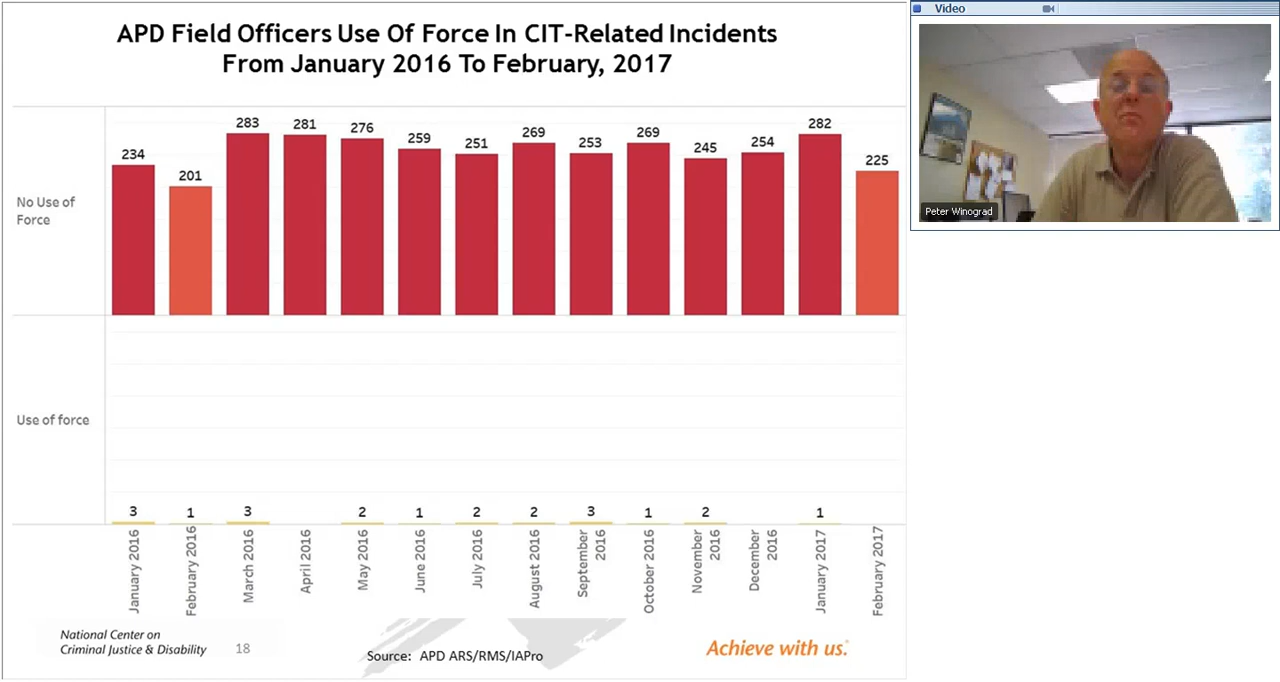 APD Field Officers Use Of Force In CIT-Related Incidents
From January 2016 To February, 2017
No Use of
Force
234
201
283
281
276
259
251
269
253
269
245
254
282
225
Use of force
3
1
3
2
1
2
2
3
1
2
1
January 2016
February 2016
March 2016
April 2016
May 2016
June 2016
July 2016
August 2016
September
2016
October 2016
November
2016
December
2016
January 2017
February 2017
National Center on
Criminal Justice & Disability
18
Source: APD ARS/RMS/IAPro
Achieve with us.
Video
Peter Winograd